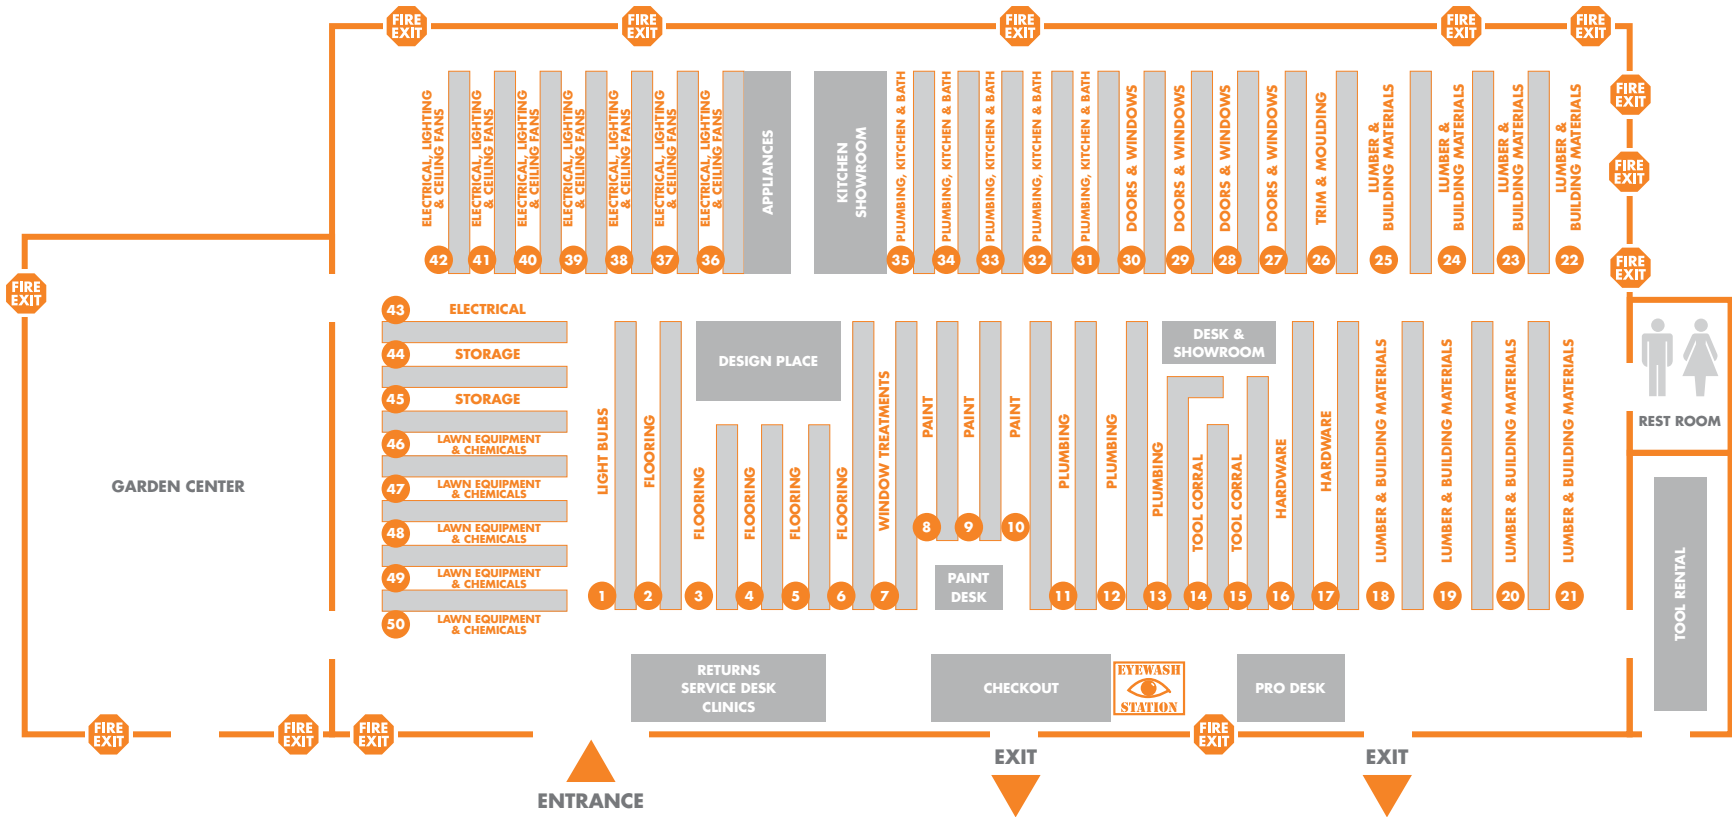 FIRE
EXIT
FIRE
EXIT
FIRE
EXIT
FIRE
EXIT
FIRE
EXIT
FIRE
EXIT
FIRE
EXIT
FIRE
EXIT
FIRE
EXIT
ELECTRICAL, LIGHTING
& CEILING FANS
42
ELECTRICAL, LIGHTING
& CEILING FANS
41
ELECTRICAL, LIGHTING
& CEILING FANS
40
ELECTRICAL, LIGHTING
& CEILING FANS
39
ELECTRICAL, LIGHTING
& CEILING FANS
38
ELECTRICAL, LIGHTING
& CEILING FANS
37
ELECTRICAL, LIGHTING
& CEILING FANS
36
APPLIANCES
KITCHEN
SHOWROOM
PLUMBING, KITCHEN & BATH
35
PLUMBING, KITCHEN & BATH
34
PLUMBING, KITCHEN & BATH
33
PLUMBING, KITCHEN & BATH
32
PLUMBING, KITCHEN & BATH
31
DOORS & WINDOWS
30
DOORS & WINDOWS
29
DOORS & WINDOWS
28
DOORS & WINDOWS
27
TRIM & MOULDING
26
LUMBER &
BUILDING MATERIALS
25
LUMBER &
BUILDING MATERIALS
24
LUMBER &
BUILDING MATERIALS
23
LUMBER &
BUILDING MATERIALS
22
43
ELECTRICAL
44
STORAGE
45
STORAGE
46
LAWN EQUIPMENT
& CHEMICALS
47
LAWN EQUIPMENT
& CHEMICALS
48
LAWN EQUIPMENT
& CHEMICALS
49
LAWN EQUIPMENT
& CHEMICALS
50
LAWN EQUIPMENT
& CHEMICALS
GARDEN CENTER
LIGHT BULBS
1
FLOORING
2
DESIGN PLACE
FLOORING
3
FLOORING
4
FLOORING
5
FLOORING
6
WINDOW TREATMENTS
7
PAINT
8
PAINT
9
PAINT
10
PAINT
DESK
PLUMBING
11
PLUMBING
12
PLUMBING
13
DESK &
SHOWROOM
TOOL CORRAL
14
TOOL CORRAL
15
HARDWARE
16
HARDWARE
17
LUMBER & BUILDING MATERIALS
18
LUMBER & BUILDING MATERIALS
19
LUMBER & BUILDING MATERIALS
20
LUMBER & BUILDING MATERIALS
21
REST ROOM
TOOL RENTAL
RETURNS
SERVICE DESK
CLINICS
CHECKOUT
EYEWASH
STATION
PRO DESK
FIRE
EXIT
FIRE
EXIT
FIRE
EXIT
FIRE
EXIT
ENTRANCE
EXIT
EXIT